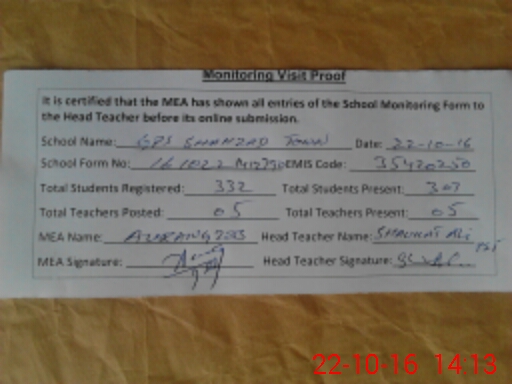 Monitoring Visit Proof
It is certified that the MEA has shown all entries of the School Monitoring Form to
the Head Teacher before its online submission.
School Name: GPS SHAHZAD TOWN Date: 22-10-16
School Form No: 161022 EMIS Code: 35420250
Total Students Registered: 332 Total Students Present: 307
Total Teachers Posted: 05 Total Teachers Present: 05
MEA Name: Head Teacher Name: SHAUKAT ALI
PST
MEA Signature: Head Teacher Signature:
22-10-16 14:13